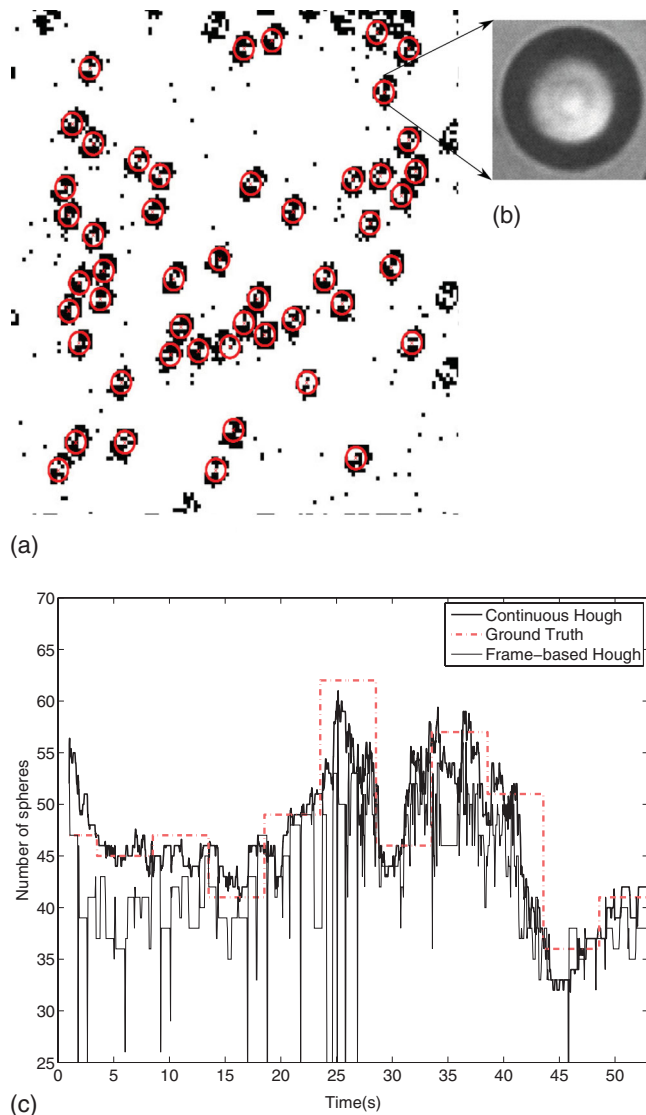 (b)
(a)
70
65
60
55
50
45
40
35
30
25
Number of spheres
Continuous Hough
Ground Truth
Frame-based Hough
0 5 10 15 20 25 30 35 40 45 50
Time(s)
(c)